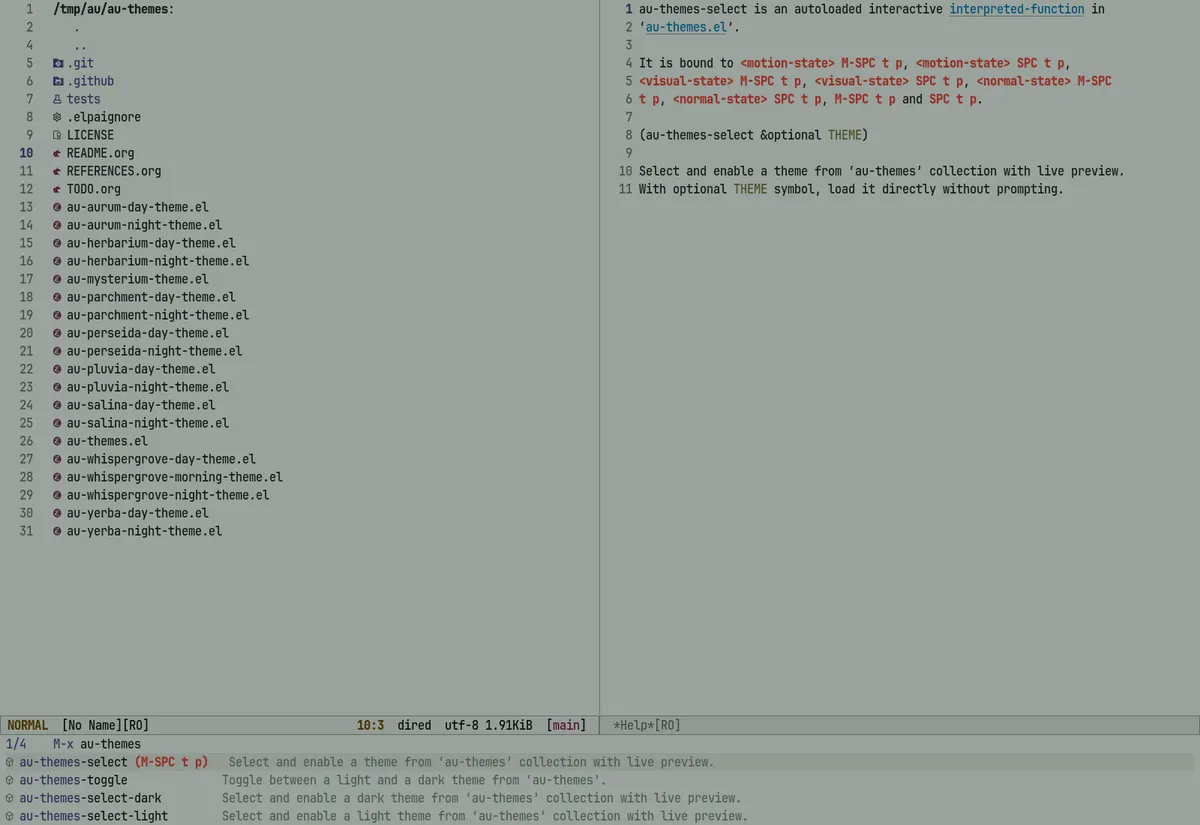 1 /tmp/au/au-themes:
2 .
4 ..
5 .git
6 .github
7 tests
8 .elpaignore
9 LICENSE
10 README.org
11 REFERENCES.org
12 TODO.org
13 au-aurum-day-theme.el
14 au-aurum-night-theme.el
15 au-herbarium-day-theme.el
16 au-herbarium-night-theme.el
17 au-mysterium-theme.el
18 au-parchment-day-theme.el
19 au-parchment-night-theme.el
20 au-perseida-day-theme.el
21 au-perseida-night-theme.el
22 au-pluvia-day-theme.el
23 au-pluvia-night-theme.el
24 au-salina-day-theme.el
25 au-salina-night-theme.el
26 au-themes.el
27 au-whispergrove-day-theme.el
28 au-whispergrove-morning-theme.el
29 au-whispergrove-night-theme.el
30 au-yerba-day-theme.el
31 au-yerba-night-theme.el
NORMAL [No Name][RO] 10:3 dired utf-8 1.91KiB [main]
1 au-themes-select is an autoloaded interactive interpreted-function in
2 ‘au-themes.el’.
3
4 It is bound to <motion-state> M-SPC t p, <motion-state> SPC t p,
5 <visual-state> M-SPC t p, <visual-state> SPC t p, <normal-state> M-SPC
6 t p, <normal-state> SPC t p, M-SPC t p and SPC t p.
7
8 (au-themes-select &optional THEME)
9
10 Select and enable a theme from ‘au-themes’ collection with live preview.
11 With optional THEME symbol, load it directly without prompting.
*Help*[RO]
1/4 M-x au-themes
au-themes-select (M-SPC t p) Select and enable a theme from ‘au-themes’ collection with live preview.
au-themes-toggle Toggle between a light and a dark theme from ‘au-themes’.
au-themes-select-dark Select and enable a dark theme from ‘au-themes’ collection with live preview.
au-themes-select-light Select and enable a light theme from ‘au-themes’ collection with live preview.